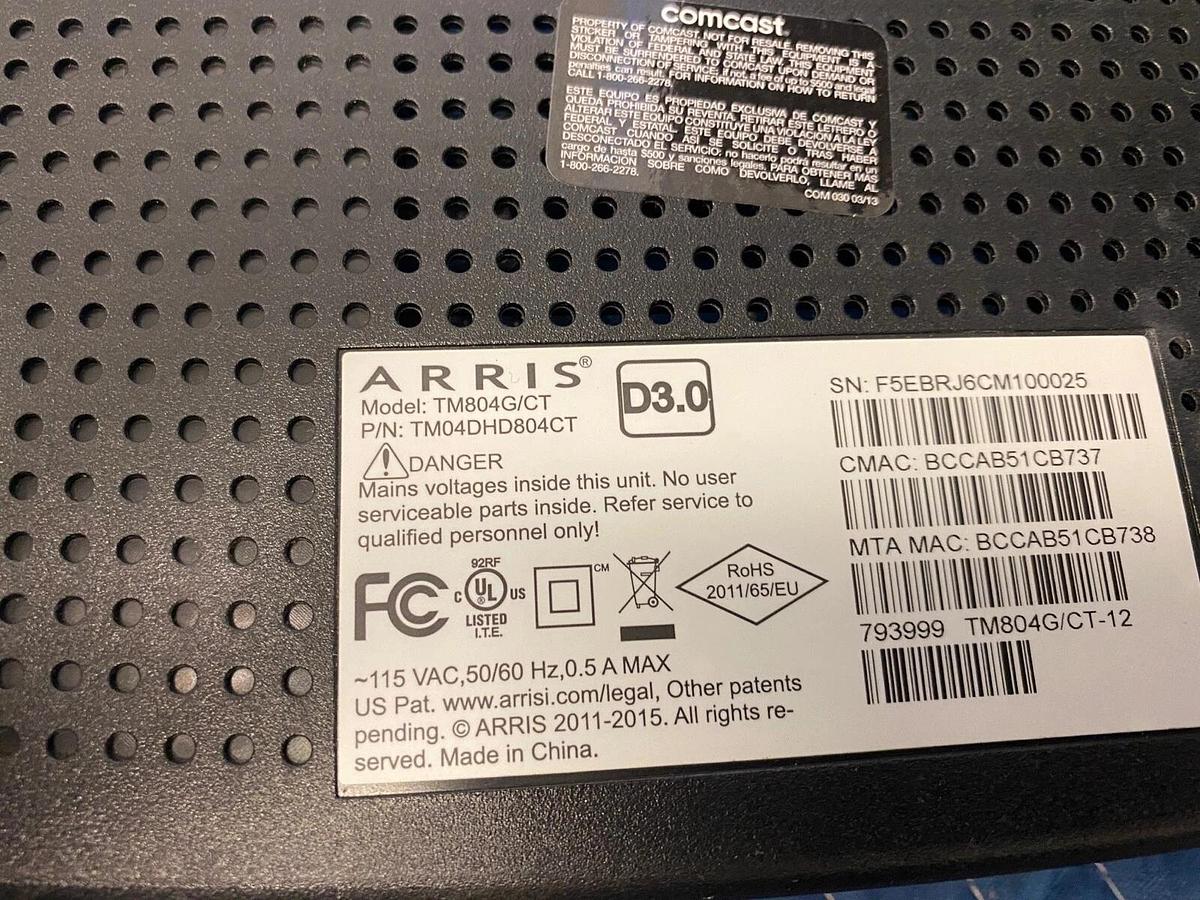 comcast.
PROPERTY OF COMCAST. NOT FOR RESALE. REMOVING THIS
STICKER OR TAMPERING WITH THIS EQUIPMENT IS A
VIOLATION OF FEDERAL AND STATE LAW. THIS EQUIPMENT
MUST BE SURRENDERED TO COMCAST UPON DEMAND OR
DISCONNECTION OF SERVICE; if not, a fee of up to $500 and legal
penalties can result. FOR INFORMATION ON HOW TO RETURN
CALL 1-800-266-2278.
ESTE EQUIPO ES PROPIEDAD EXCLUSIVA DE COMCAST Y
QUEDA PROHIBIDA SU REVENTA. RETIRAR ESTE LETRERO O
ALTERAR ESTE EQUIPO CONSTITUYE UNA VIOLACION A LA LEY
FEDERAL Y ESTATAL. ESTE EQUIPO DEBE DEVOLVERSE A
COMCAST CUANDO ASI SE SOLICITE O TRAS HABER
DESCONECTADO EL SERVICIO; no hacerlo podrá resultar en un
cargo de hasta $500 y sanciones legales. PARA OBTENER MAS
INFORMACION SOBRE COMO DEVOLVERLO, LLAME AL
1-800-266-2278.
COM 030 03/13
ARRIS® D3.0
Model: TM804G/CT
P/N: TM04DHD804CT
DANGER
Mains voltages inside this unit. No user
serviceable parts inside. Refer service to
qualified personnel only!
FC 92RF
c UL ® US
LISTED
I.T.E.
CM
RoHS
2011/65/EU
~115 VAC,50/60 Hz,0.5 A MAX
US Pat. www.arrisi.com/legal, Other patents
pending. © ARRIS 2011-2015. All rights re-
served. Made in China.
SN: F5EBRJ6CM100025
CMAC: BCCAB51CB737
MTA MAC: BCCAB51CB738
793999 TM804G/CT-12